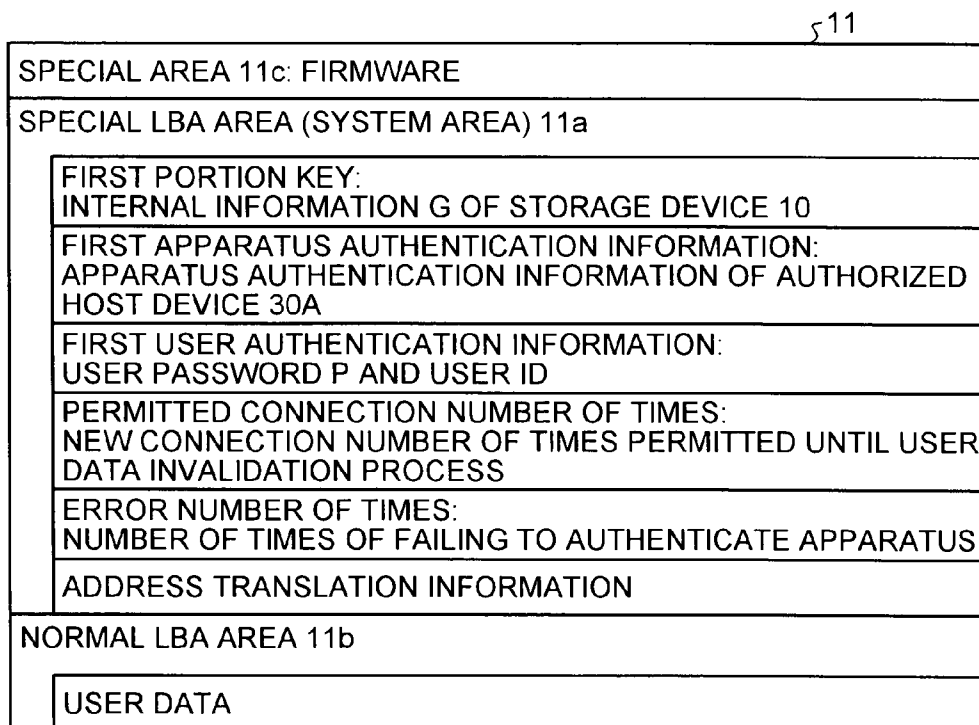 11
SPECIAL AREA 11c: FIRMWARE
SPECIAL LBA AREA (SYSTEM AREA) 11a
FIRST PORTION KEY:
INTERNAL INFORMATION G OF STORAGE DEVICE 10
FIRST APPARATUS AUTHENTICATION INFORMATION:
APPARATUS AUTHENTICATION INFORMATION OF AUTHORIZED
HOST DEVICE 30A
FIRST USER AUTHENTICATION INFORMATION:
USER PASSWORD P AND USER ID
PERMITTED CONNECTION NUMBER OF TIMES:
NEW CONNECTION NUMBER OF TIMES PERMITTED UNTIL USER
DATA INVALIDATION PROCESS
ERROR NUMBER OF TIMES:
NUMBER OF TIMES OF FAILING TO AUTHENTICATE APPARATUS
ADDRESS TRANSLATION INFORMATION
NORMAL LBA AREA 11b
USER DATA